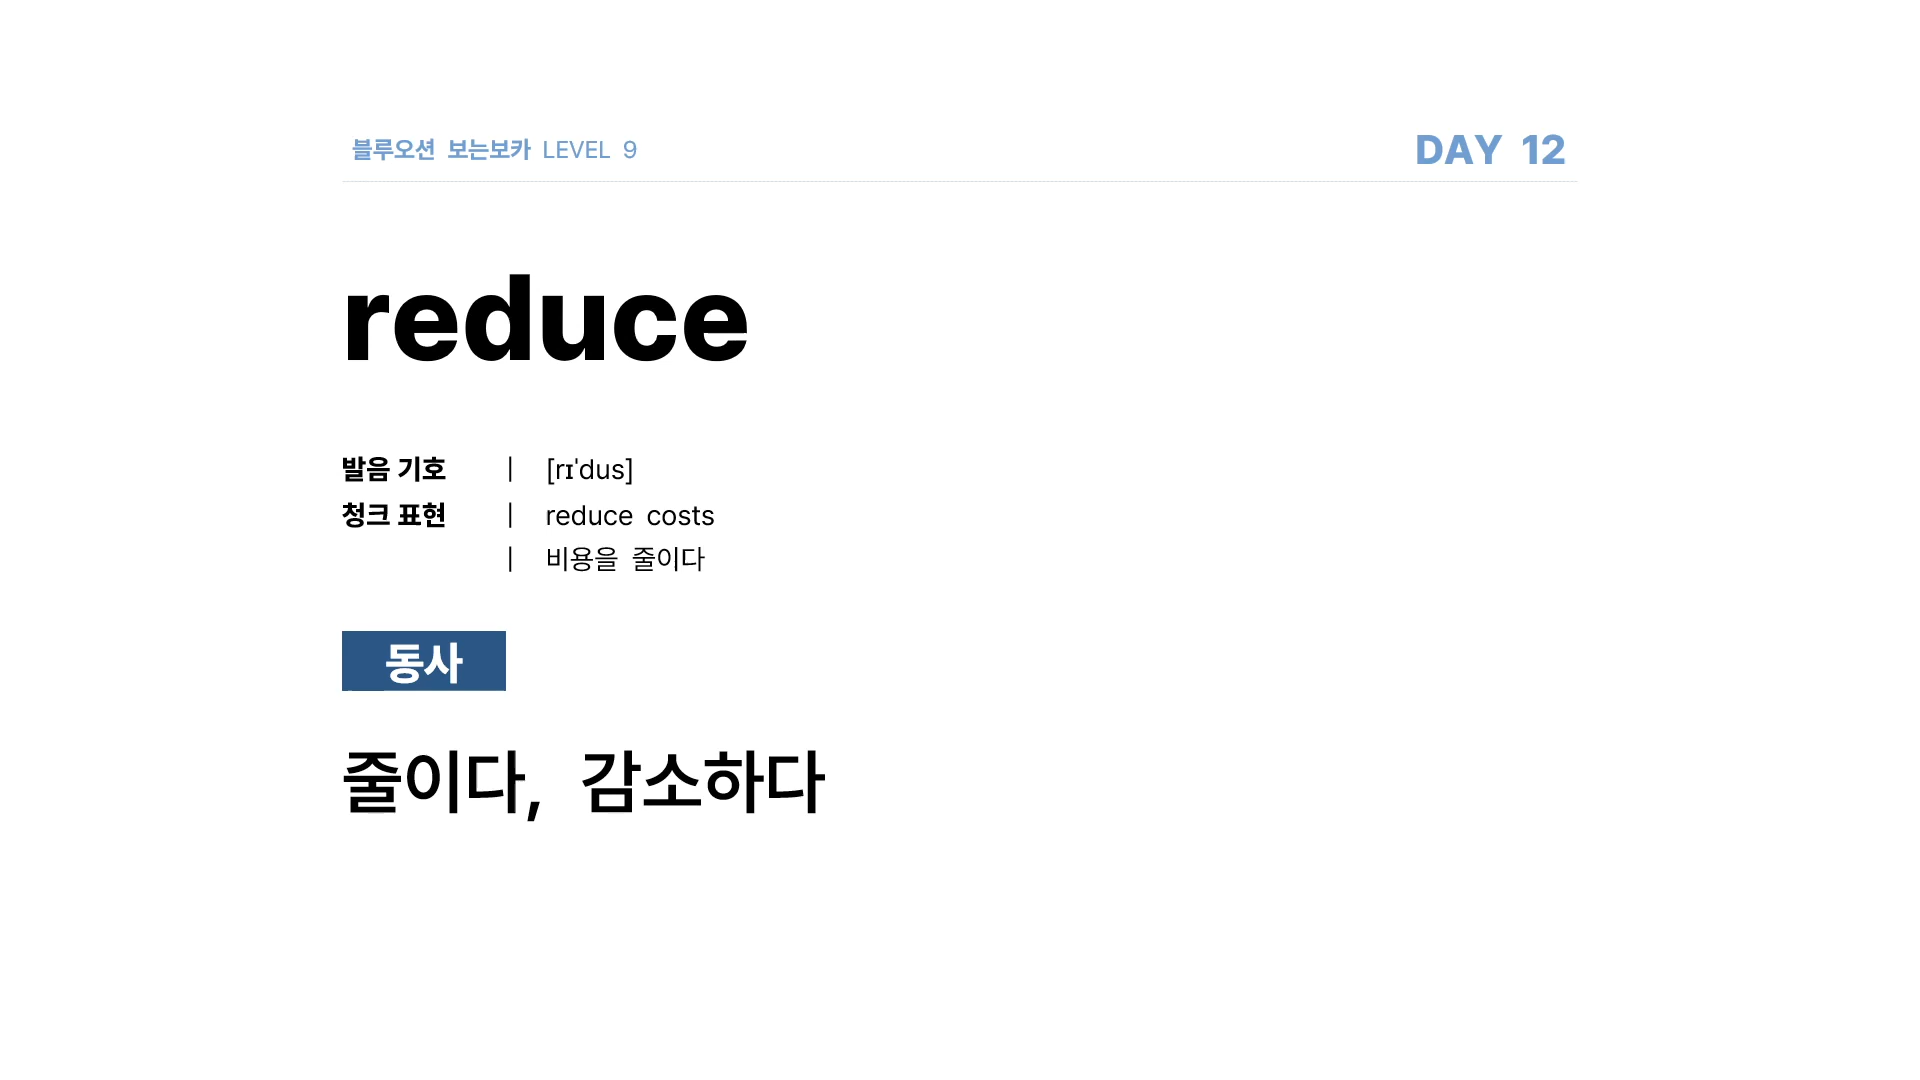 블루오션 보는보카 LEVEL 9
DAY 12
reduce
발음 기호 | [rɪˈdus]
청크 표현 | reduce costs
| 비용을 줄이다
동사
줄이다, 감소하다